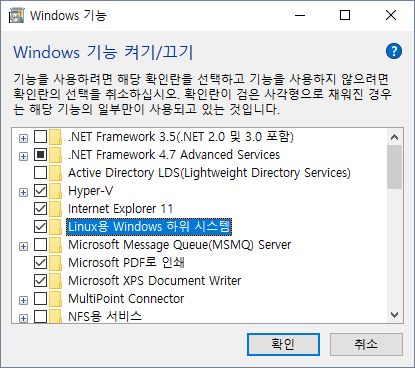 Windows 기능
Windows 기능 켜기/끄기
기능을 사용하려면 해당 확인란을 선택하고 기능을 사용하지 않으려면
확인란의 선택을 취소하십시오. 확인란이 검은 사각형으로 채워진 경우
는 해당 기능의 일부만이 사용되고 있는 것입니다.
.NET Framework 3.5(.NET 2.0 및 3.0 포함)
.NET Framework 4.7 Advanced Services
Active Directory LDS(Lightweight Directory Services)
Hyper-V
Internet Explorer 11
Linux용 Windows 하위 시스템
Microsoft Message Queue(MSMQ) Server
Microsoft PDF로 인쇄
Microsoft XPS Document Writer
MultiPoint Connector
NFS용 서비스
확인
취소